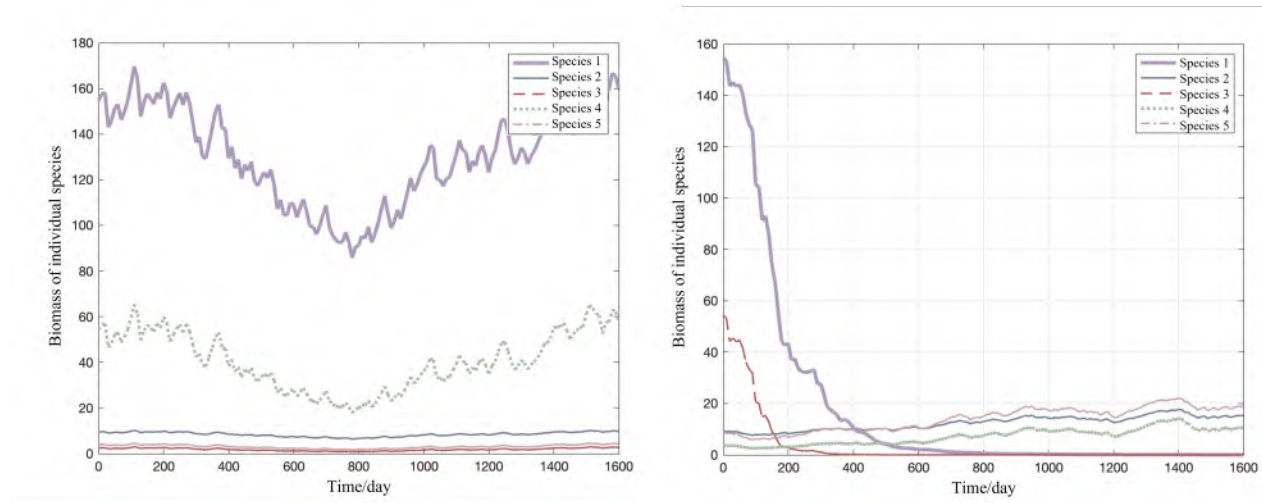 180
160
140
120
100
80
60
40
20
0
Biomass of individual species
0 200 400 600 800 1000 1200 1400 1600
Time/day
Species 1
Species 2
Species 3
Species 4
Species 5
160
140
120
100
80
60
40
20
0
Biomass of individual species
0 200 400 600 800 1000 1200 1400 1600
Time/day
Species 1
Species 2
Species 3
Species 4
Species 5